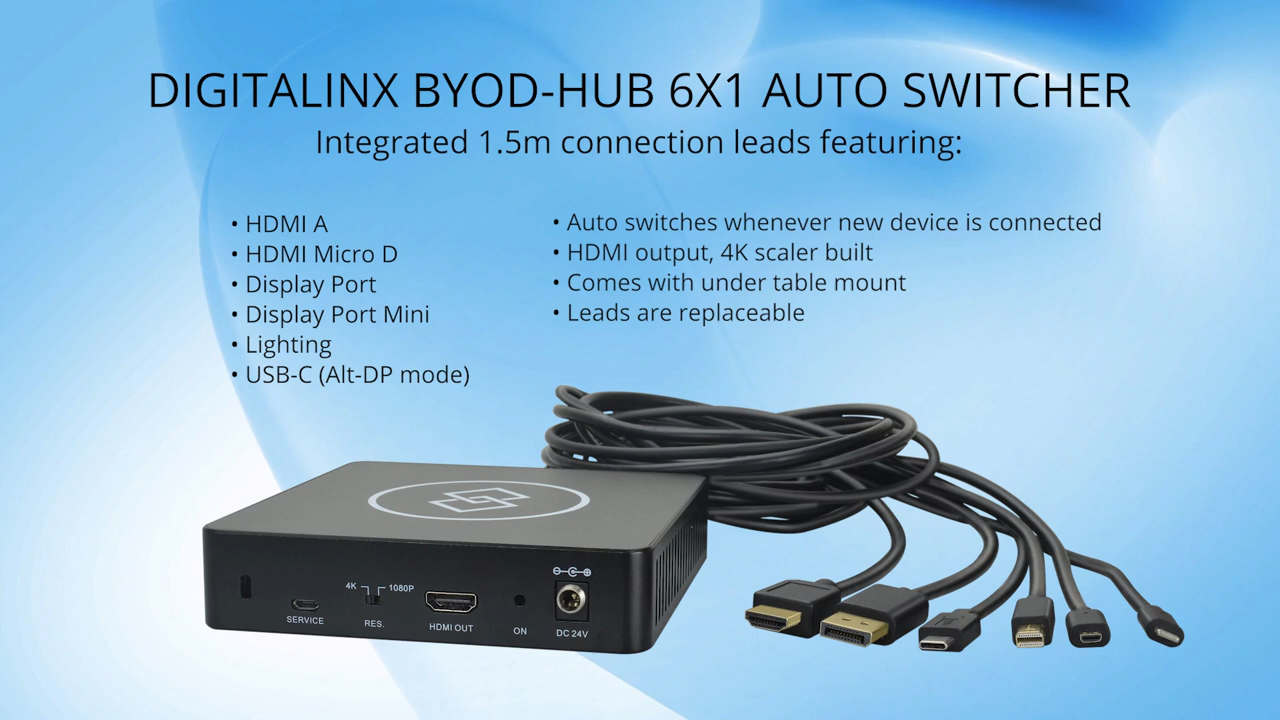 DIGITALINX BYOD-HUB 6X1 AUTO SWITCHER
Integrated 1.5m connection leads featuring:
• HDMI A
• HDMI Micro D
• Display Port
• Display Port Mini
• Lighting
• USB-C (Alt-DP mode)
• Auto switches whenever new device is connected
• HDMI output, 4K scaler built
• Comes with under table mount
• Leads are replaceable
SERVICE
4K 1080P
RES.
HDMI OUT
ON
DC 24V